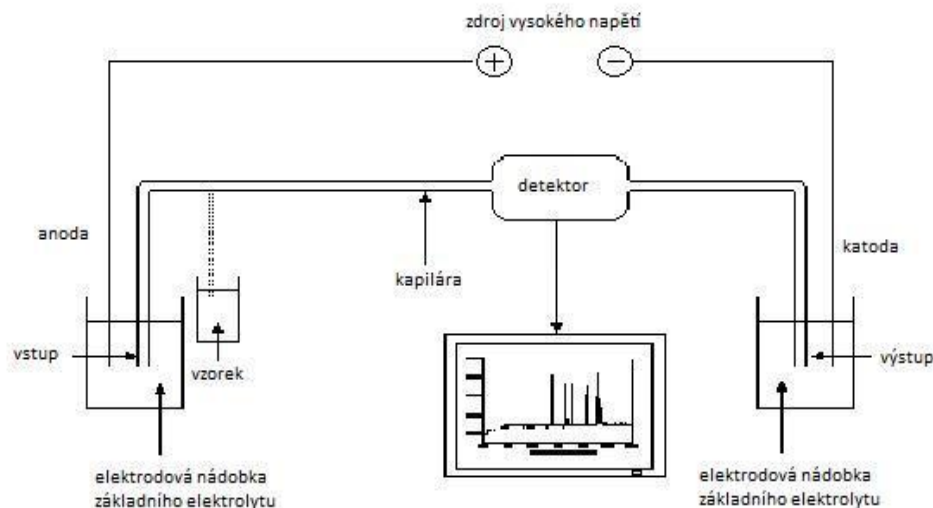 zdroj vysokého napětí
+
−
detektor
anoda
katoda
kapilára
vstup
vzorek
výstup
elektrodová nádobka
základního elektrolytu
elektrodová nádobka
základního elektrolytu